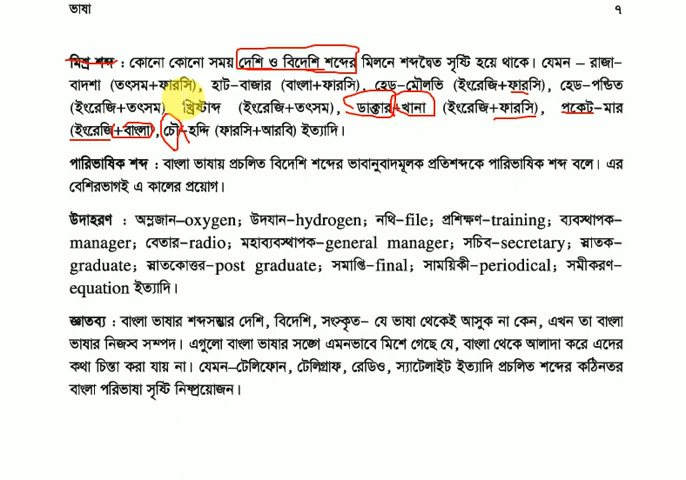 ভাষা ৭
মিশ্র শব্দ : কোনো কোনো সময় দেশি ও বিদেশি শব্দের মিলনে শব্দদ্বৈত সৃষ্টি হয়ে থাকে। যেমন – রাজা-
বাদশা (তৎসম+ফারসি), হাট-বাজার (বাংলা+ফারসি), হেড-মৌলভি (ইংরেজি+ফারসি), হেড-পণ্ডিত
(ইংরেজি+তৎসম) খ্রিষ্টাব্দ (ইংরেজি+তৎসম), ডাক্তার-খানা (ইংরেজি+ফারসি), পকেট-মার
(ইংরেজি+বাংলা), চৌ-হদ্দি (ফারসি+আরবি) ইত্যাদি।
পারিভাষিক শব্দ : বাংলা ভাষায় প্রচলিত বিদেশি শব্দের ভাবানুবাদমূলক প্রতিশব্দকে পারিভাষিক শব্দ বলে। এর
বেশিরভাগই এ কালের প্রয়োগ।
উদাহরণ : অম্লজান–oxygen; উদযান–hydrogen; নথি–file; প্রশিক্ষণ–training; ব্যবস্থাপক–
manager; বেতার–radio; মহাব্যবস্থাপক–general manager; সচিব–secretary; স্নাতক–
graduate; স্নাতকোত্তর–post graduate; সমাপ্তি–final; সাময়িকী–periodical; সমীকরণ–
equation ইত্যাদি।
জ্ঞাতব্য : বাংলা ভাষার শব্দসম্ভার দেশি, বিদেশি, সংস্কৃত– যে ভাষা থেকেই আসুক না কেন, এখন তা বাংলা
ভাষার নিজস্ব সম্পদ। এগুলো বাংলা ভাষার সঙ্গে এমনভাবে মিশে গেছে যে, বাংলা থেকে আলাদা করে এদের
কথা চিন্তা করা যায় না। যেমন–টেলিফোন, টেলিগ্রাফ, রেডিও, স্যাটেলাইট ইত্যাদি প্রচলিত শব্দের কঠিনতর
বাংলা পরিভাষা সৃষ্টি নিষ্প্রয়োজন।